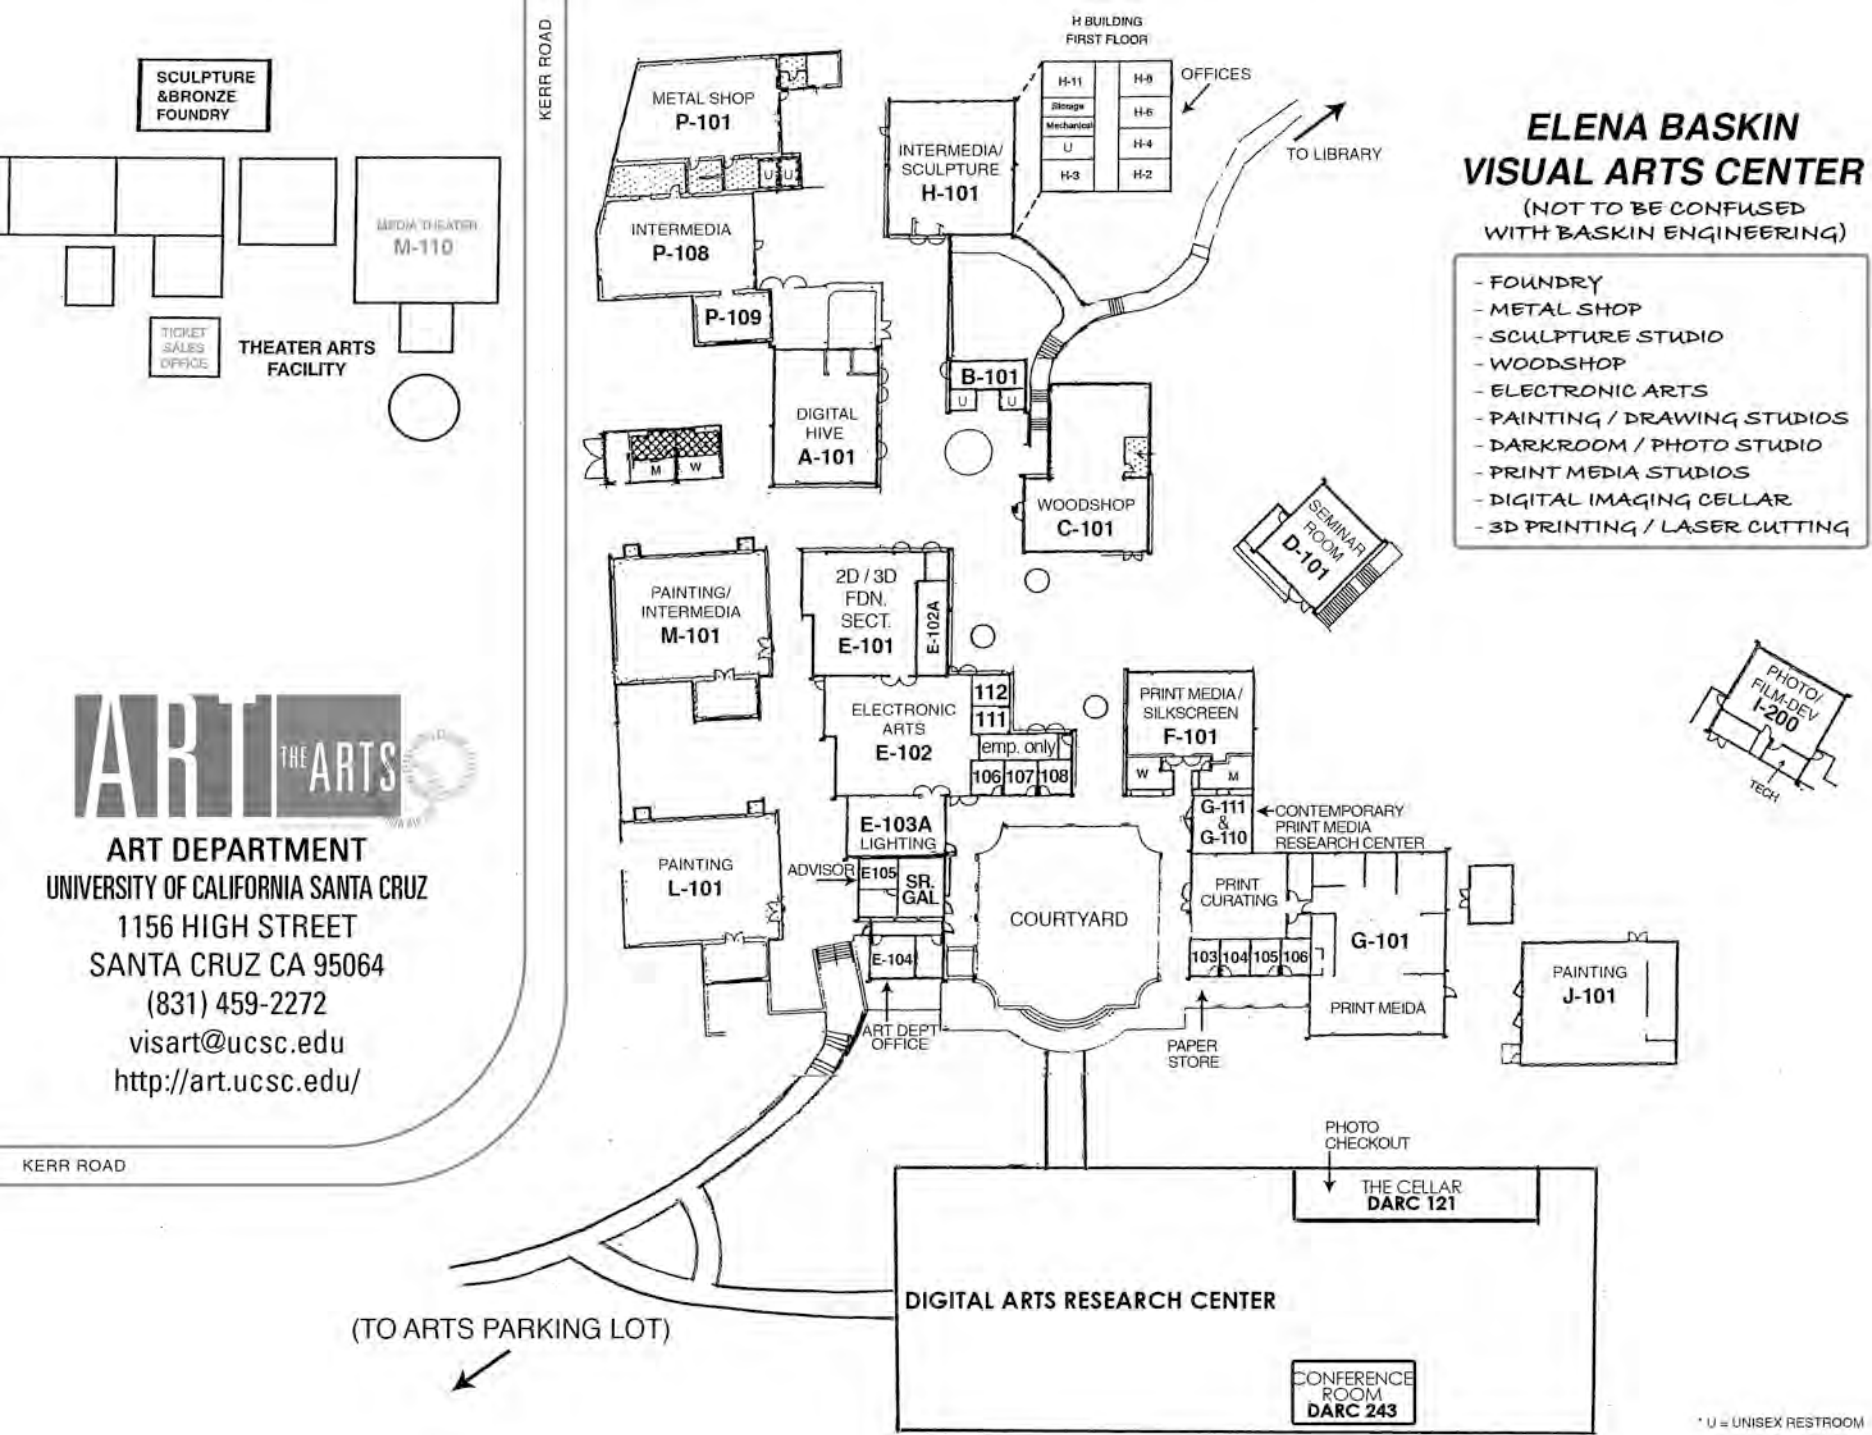 SCULPTURE
&BRONZE
FOUNDRY
KERR ROAD
MEDIA THEATER
M-110
TICKET
SALES
OFFICE
THEATER ARTS
FACILITY
METAL SHOP
P-101
U U
INTERMEDIA
P-108
P-109
DIGITAL
HIVE
A-101
M W
H BUILDING
FIRST FLOOR
H-11
Storage
Mechanical
U
H-3
H-8
H-6
H-4
H-2
OFFICES
TO LIBRARY
INTERMEDIA/
SCULPTURE
H-101
B-101
U U
WOODSHOP
C-101
SEMINAR
ROOM
D-101
PHOTO/
FILM-DEV
I-200
TECH
ELENA BASKIN
VISUAL ARTS CENTER
(NOT TO BE CONFUSED
WITH BASKIN ENGINEERING)
- FOUNDRY
- METAL SHOP
- SCULPTURE STUDIO
- WOODSHOP
- ELECTRONIC ARTS
- PAINTING / DRAWING STUDIOS
- DARKROOM / PHOTO STUDIO
- PRINT MEDIA STUDIOS
- DIGITAL IMAGING CELLAR
- 3D PRINTING / LASER CUTTING
PAINTING/
INTERMEDIA
M-101
2D / 3D
FDN.
SECT.
E-101
E-102A
ELECTRONIC
ARTS
E-102
112
111
emp. only
106 107 108
PRINT MEDIA /
SILKSCREEN
F-101
W M
G-111
&
G-110
CONTEMPORARY
PRINT MEDIA
RESEARCH CENTER
E-103A
LIGHTING
ADVISOR
E105
SR.
GAL
E-104
ART DEPT
OFFICE
PAINTING
L-101
COURTYARD
PRINT
CURATING
103 104 105 106
G-101
PRINT MEIDA
PAPER
STORE
PAINTING
J-101
ART
THE ARTS
ART DEPARTMENT
UNIVERSITY OF CALIFORNIA SANTA CRUZ
1156 HIGH STREET
SANTA CRUZ CA 95064
(831) 459-2272
visart@ucsc.edu
http://art.ucsc.edu/
KERR ROAD
(TO ARTS PARKING LOT)
PHOTO
CHECKOUT
THE CELLAR
DARC 121
DIGITAL ARTS RESEARCH CENTER
CONFERENCE
ROOM
DARC 243
* U = UNISEX RESTROOM